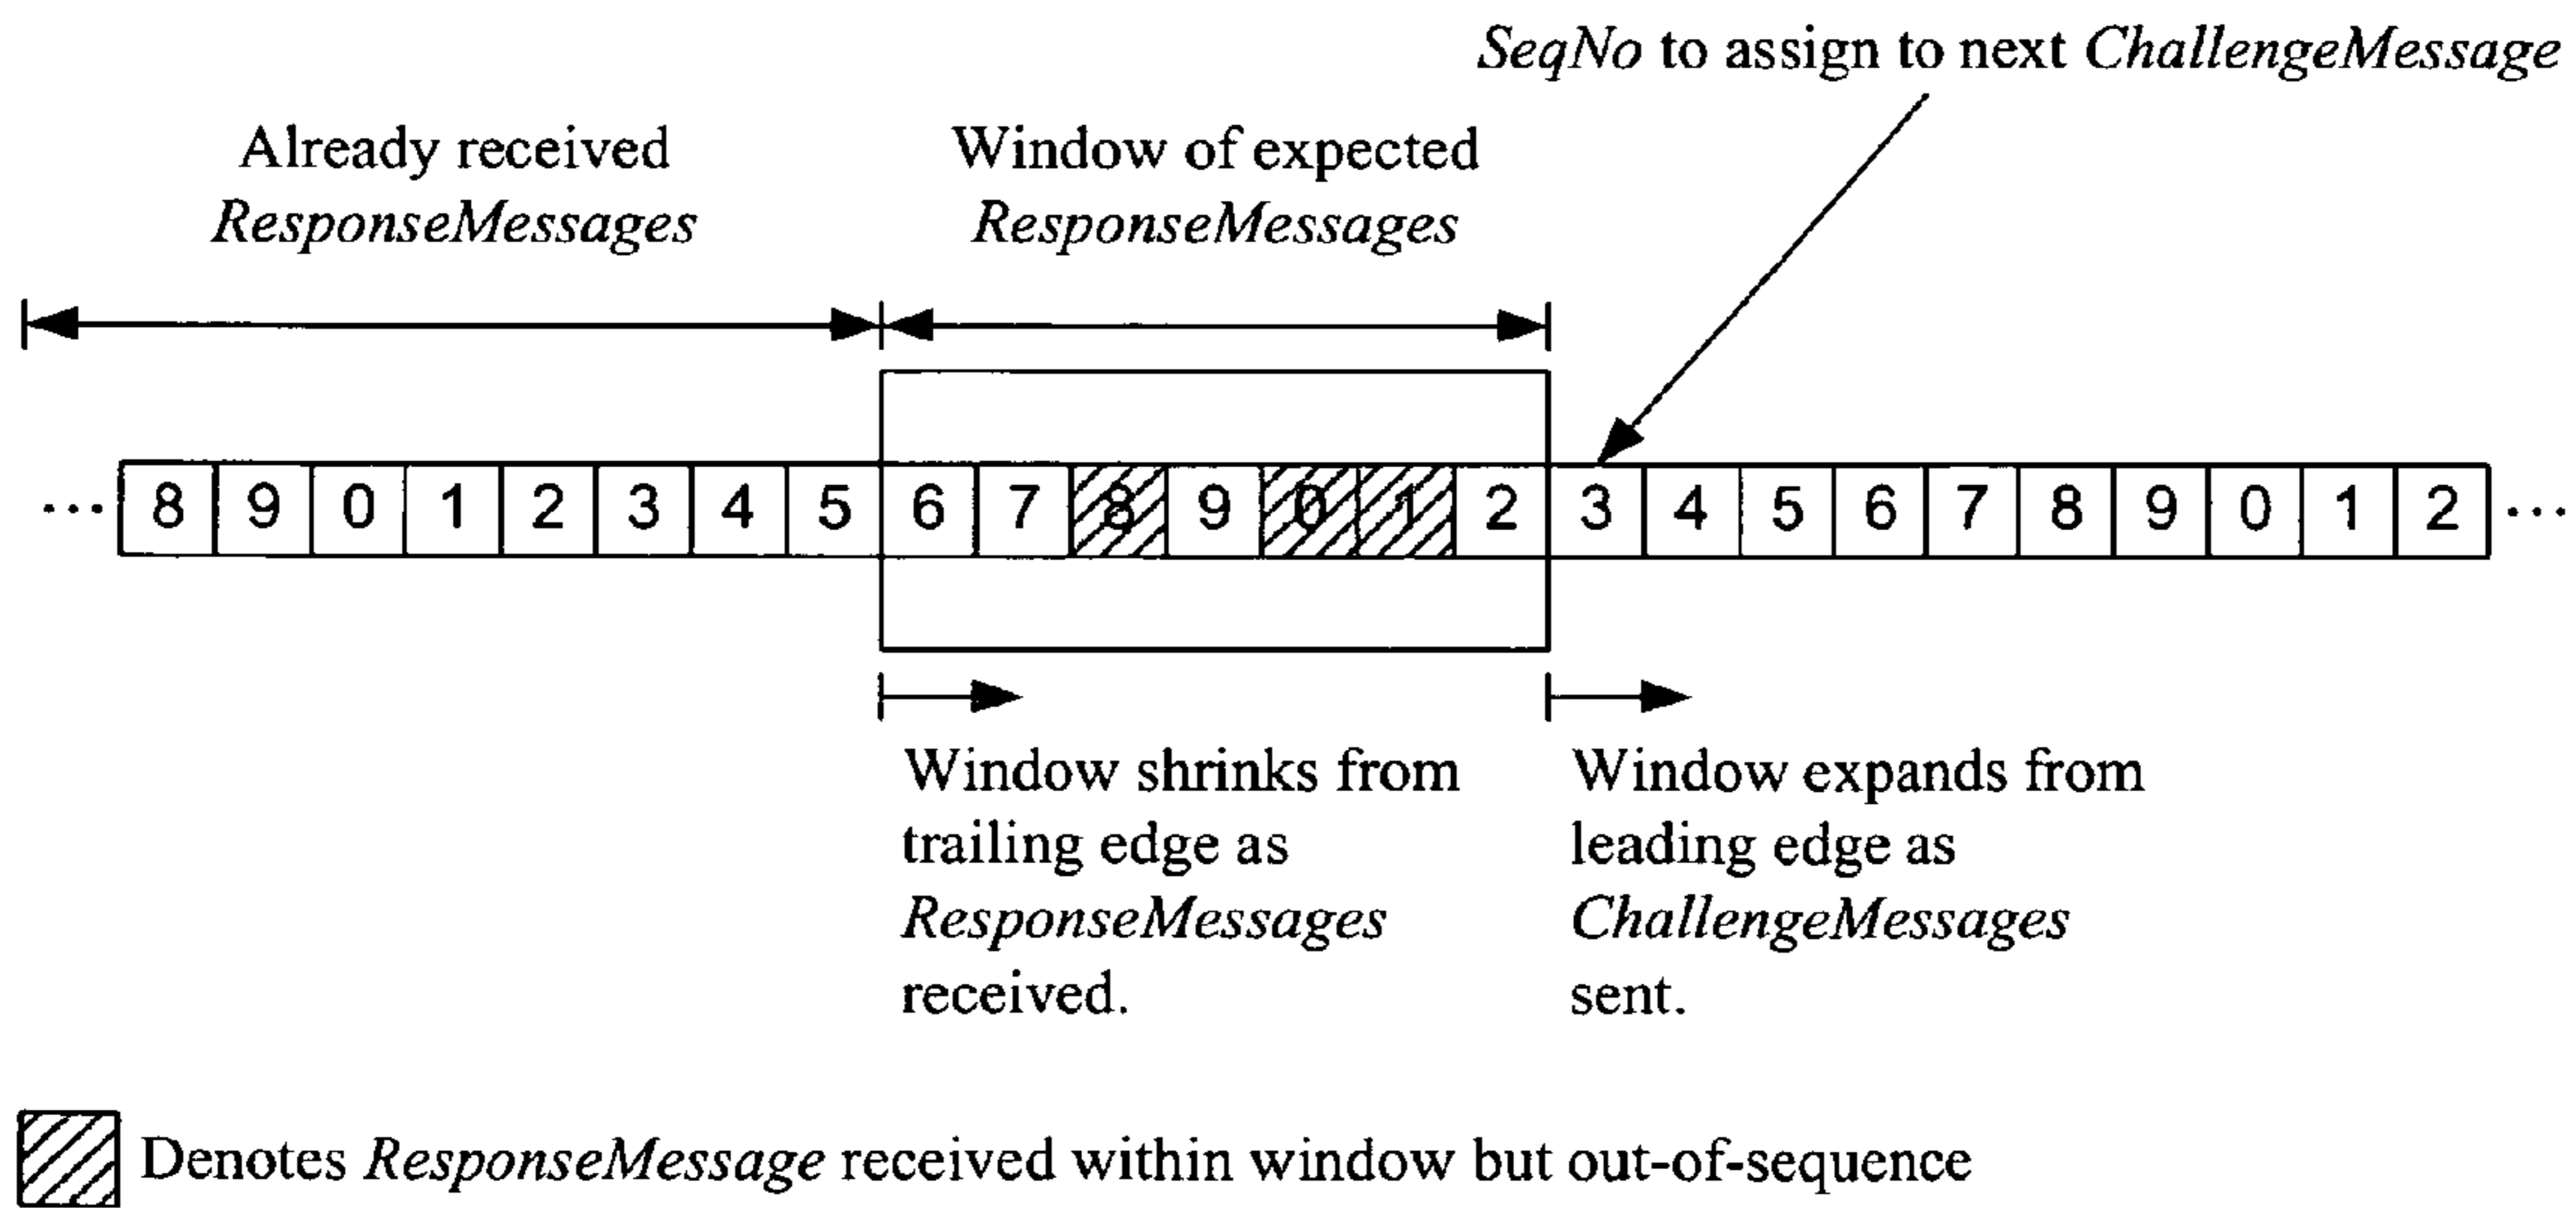 SeqNo to assign to next ChallengeMessage
Already received
ResponseMessages
Window of expected
ResponseMessages
... 8 9 0 1 2 3 4 5 6 7 8 9 0 1 2 3 4 5 6 7 8 9 0 1 2 ...
Window shrinks from
trailing edge as
ResponseMessages
received.
Window expands from
leading edge as
ChallengeMessages
sent.
Denotes ResponseMessage received within window but out-of-sequence